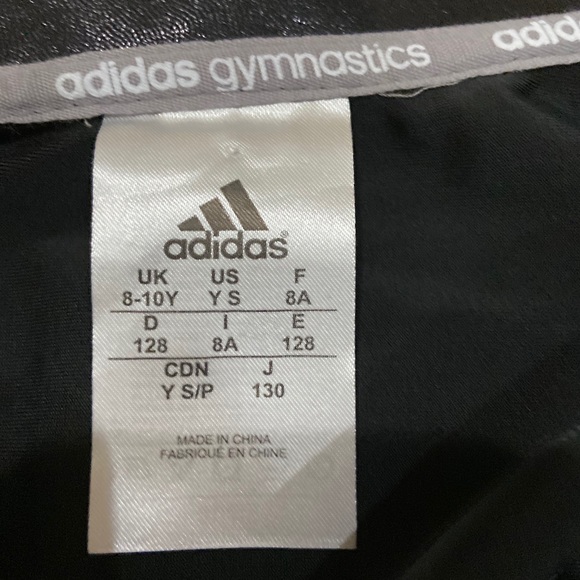 adidas gymnastics adid
adidas®
UK US F
8-10Y Y S 8A
D I E
128 8A 128
CDN J
Y S/P 130
MADE IN CHINA
FABRIQUÉ EN CHINE